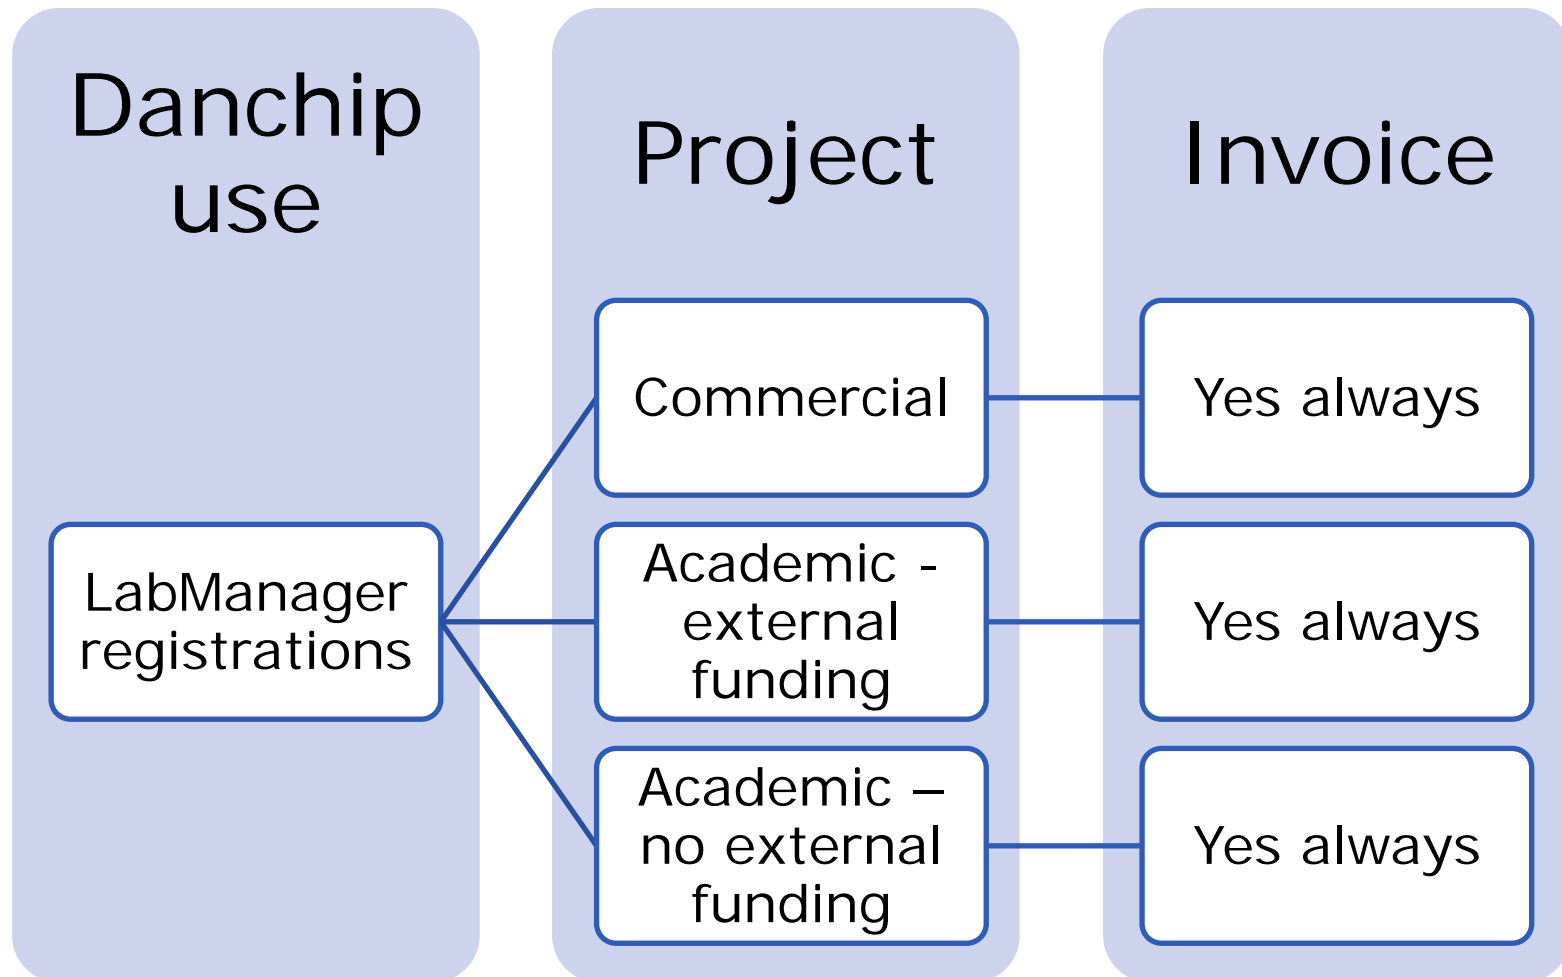 Danchip
use
Project
Invoice
LabManager
registrations
Commercial
Yes always
Academic -
external
funding
Yes always
Academic –
no external
funding
Yes always